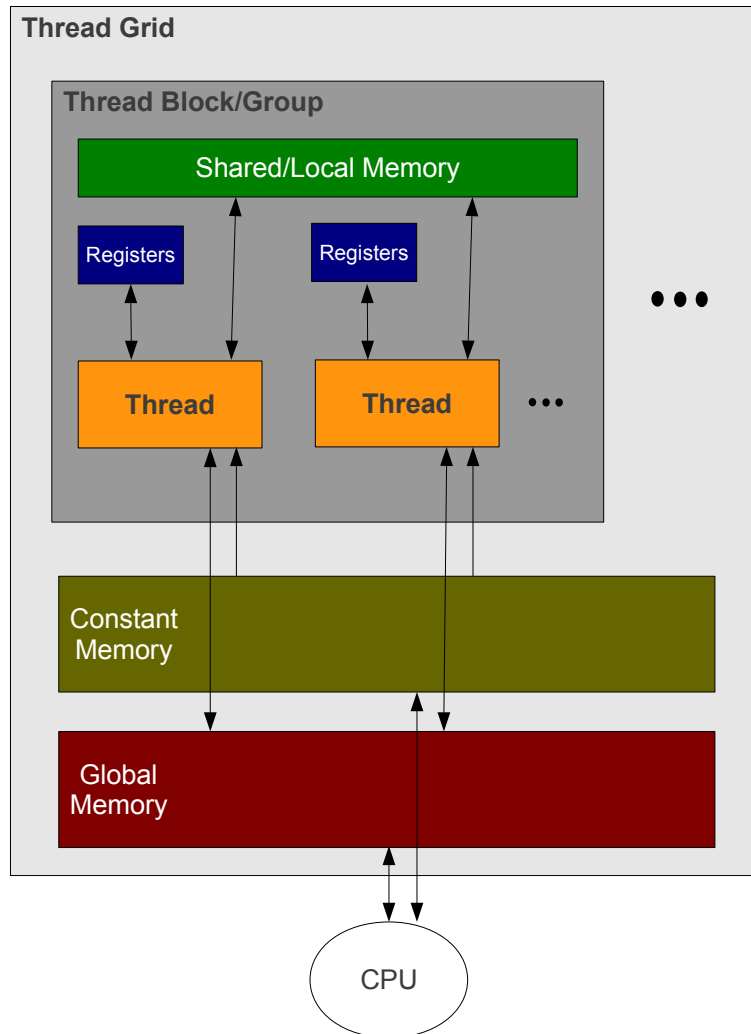 Thread Grid
Thread Block/Group
Shared/Local Memory
Registers
Registers
Thread
Thread
Constant
Memory
Global
Memory
CPU